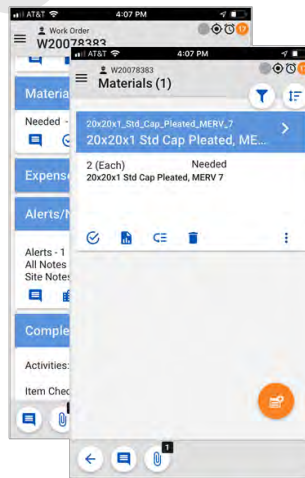 AT&T 4:07 PM
Work Order
W20078383
Materia
Needed -
Expens
Alerts/N
Alerts - 1
All Notes
Site Notes
Comple
Activities:
Item Chec
AT&T 4:07 PM
W20078383
Materials (1)
20x20x1_Std_Cap_Pleated_MERV_7
20x20x1 Std Cap Pleated, ME...
2 (Each) Needed
20x20x1 Std Cap Pleated, MERV 7
1